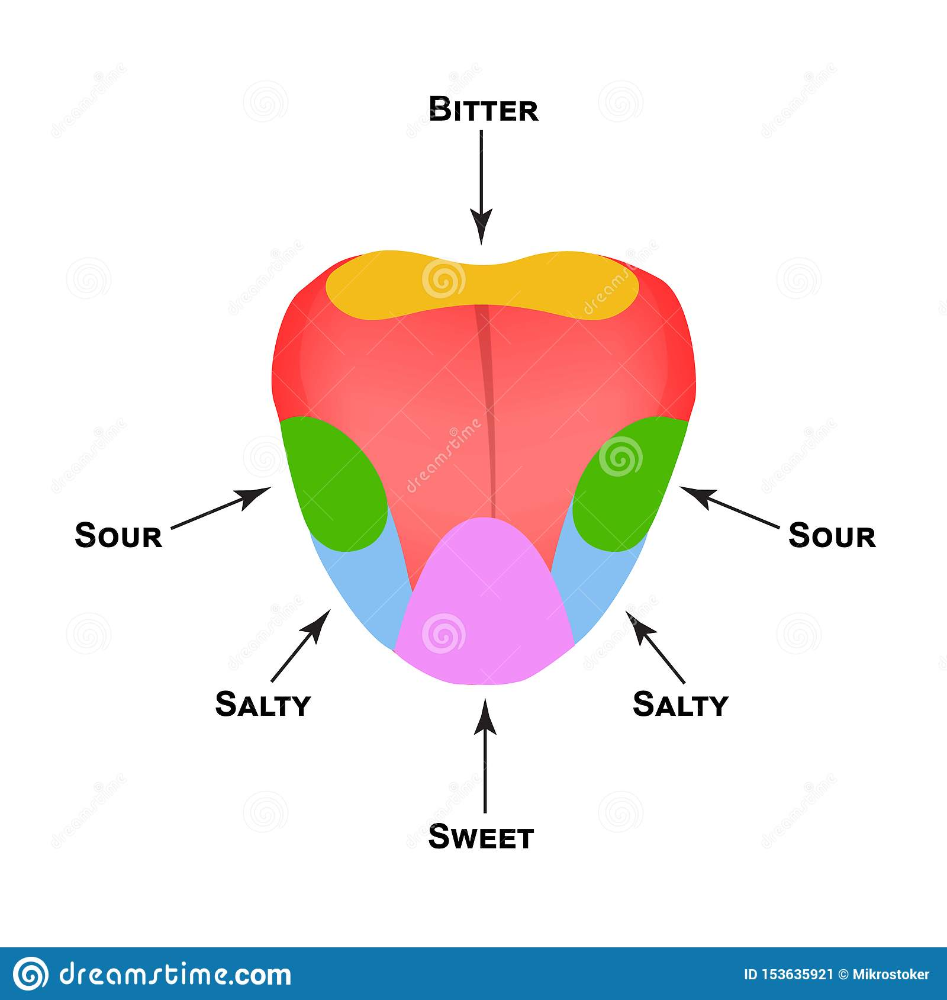 Bitter
Sour
Sour
Salty
Salty
Sweet
dreamstime.com
ID 153635921 © Mikrostoker